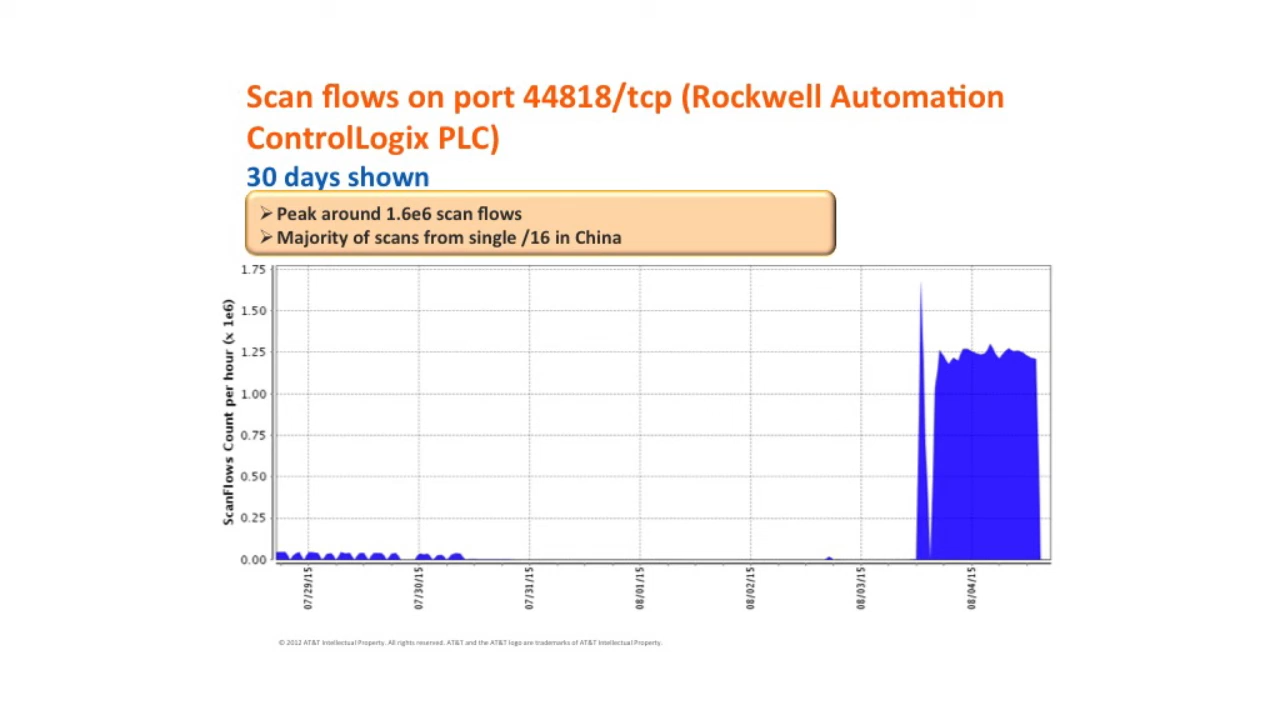 Scan flows on port 44818/tcp (Rockwell Automation
ControlLogix PLC)
30 days shown
➢ Peak around 1.6e6 scan flows
➢ Majority of scans from single /16 in China
ScanFlows Count per hour (x 1e6)
1.75
1.50
1.25
1.00
0.75
0.50
0.25
0.00
07/29/15
07/30/15
07/31/15
08/01/15
08/02/15
08/03/15
08/04/15
© 2012 AT&T Intellectual Property. All rights reserved. AT&T and the AT&T logo are trademarks of AT&T Intellectual Property.